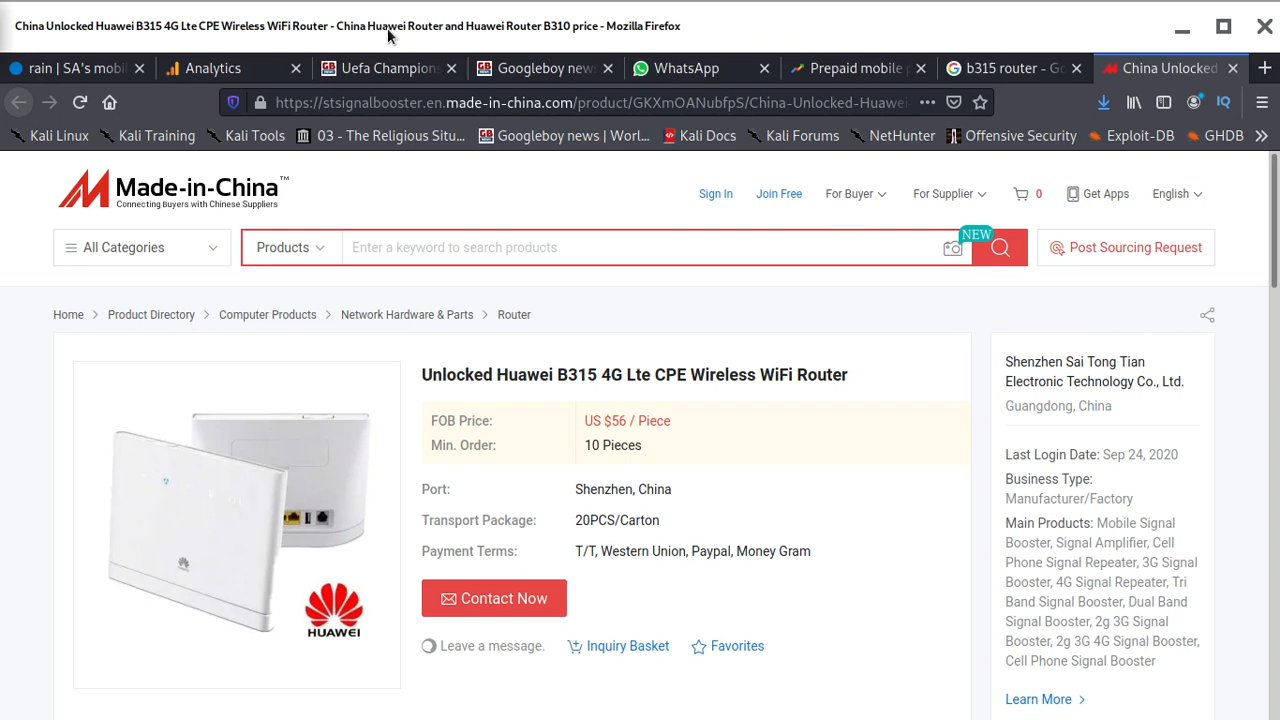 China Unlocked Huawei B315 4G Lte CPE Wireless WiFi Router - China Huawei Router and Huawei Router B310 price - Mozilla Firefox
rain | SA's mobil
Analytics
Uefa Champion
Googleboy new
WhatsApp
Prepaid mobile p
b315 router - Go
China Unlocked
https://stsignalbooster.en.made-in-china.com/product/GKXmOANubfpS/China-Unlocked-Huawe
Kali Linux
Kali Training
Kali Tools
03 - The Religious Situ...
Googleboy news | Worl...
Kali Docs
Kali Forums
NetHunter
Offensive Security
Exploit-DB
GHDB
Made-in-China™
Connecting Buyers with Chinese Suppliers
Sign In
Join Free
For Buyer
For Supplier
0
Get Apps
English
All Categories
Products
Enter a keyword to search products
NEW
Post Sourcing Request
Home > Product Directory > Computer Products > Network Hardware & Parts > Router
Unlocked Huawei B315 4G Lte CPE Wireless WiFi Router
FOB Price: US $56 / Piece
Min. Order: 10 Pieces
Port: Shenzhen, China
Transport Package: 20PCS/Carton
Payment Terms: T/T, Western Union, Paypal, Money Gram
Contact Now
Leave a message.
Inquiry Basket
Favorites
HUAWEI
Shenzhen Sai Tong Tian
Electronic Technology Co., Ltd.
Guangdong, China
Last Login Date: Sep 24, 2020
Business Type:
Manufacturer/Factory
Main Products: Mobile Signal
Booster, Signal Amplifier, Cell
Phone Signal Repeater, 3G Signal
Booster, 4G Signal Repeater, Tri
Band Signal Booster, Dual Band
Signal Booster, 2g 3G Signal
Booster, 2g 3G 4G Signal Booster,
Cell Phone Signal Booster
Learn More >